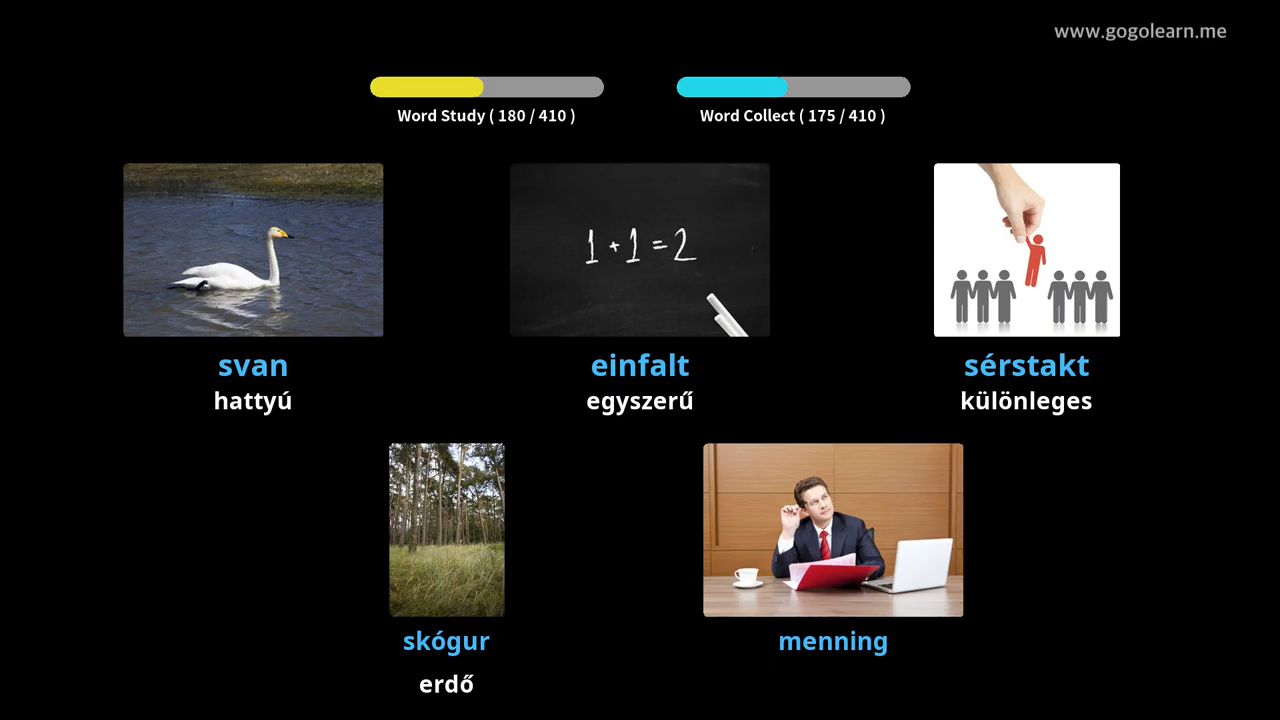 www.gogolearn.me
Word Study ( 180 / 410 )
Word Collect ( 175 / 410 )
1 + 1 = 2
svan
hattyú
einfalt
egyszerű
sérstakt
különleges
skógur
erdő
menning